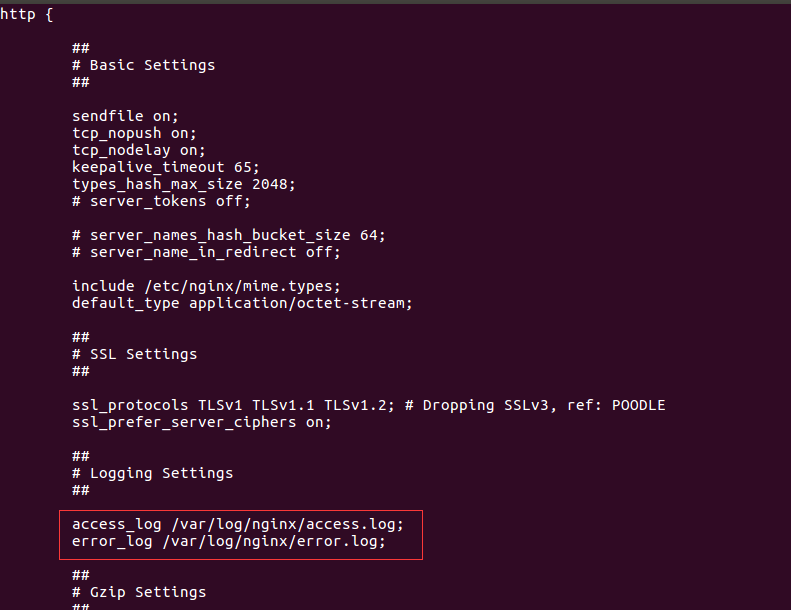 http {
##
# Basic Settings
##
sendfile on;
tcp_nopush on;
tcp_nodelay on;
keepalive_timeout 65;
types_hash_max_size 2048;
# server_tokens off;
# server_names_hash_bucket_size 64;
# server_name_in_redirect off;
include /etc/nginx/mime.types;
default_type application/octet-stream;
##
# SSL Settings
##
ssl_protocols TLSv1 TLSv1.1 TLSv1.2; # Dropping SSLv3, ref: POODLE
ssl_prefer_server_ciphers on;
##
# Logging Settings
##
access_log /var/log/nginx/access.log;
error_log /var/log/nginx/error.log;
##
# Gzip Settings
##